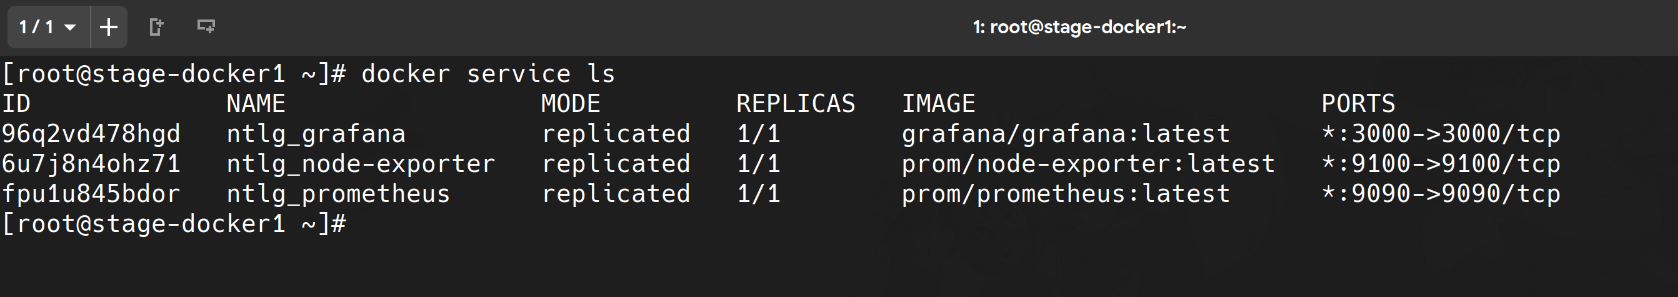 1 / 1
1: root@stage-docker1:~
[root@stage-docker1 ~]# docker service ls
ID NAME MODE REPLICAS IMAGE PORTS
96q2vd478hgd ntlg_grafana replicated 1/1 grafana/grafana:latest *:3000->3000/tcp
6u7j8n4ohz71 ntlg_node-exporter replicated 1/1 prom/node-exporter:latest *:9100->9100/tcp
fpu1u845bdor ntlg_prometheus replicated 1/1 prom/prometheus:latest *:9090->9090/tcp
[root@stage-docker1 ~]#